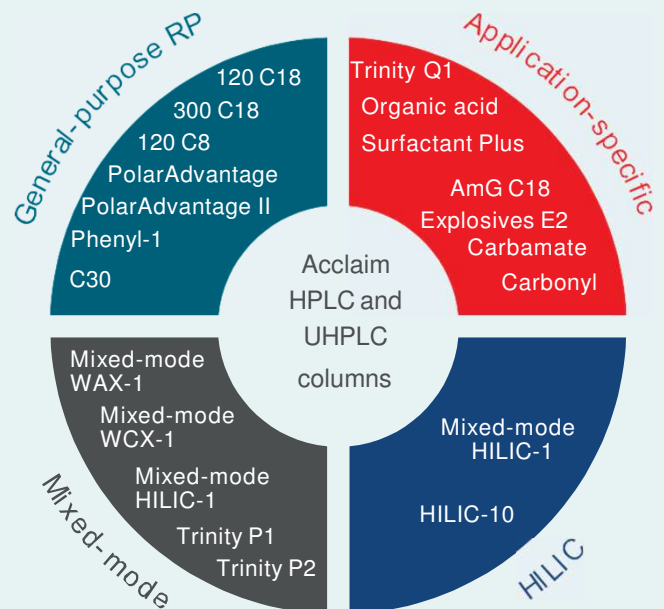 General-purpose RP
120 C18
300 C18
120 C8
PolarAdvantage
PolarAdvantage II
Phenyl-1
C30
Application-specific
Trinity Q1
Organic acid
Surfactant Plus
AmG C18
Explosives E2
Carbamate
Carbonyl
Acclaim
HPLC and
UHPLC
columns
Mixed-mode
WAX-1
Mixed-mode
WCX-1
Mixed-mode
HILIC-1
Trinity P1
Trinity P2
Mixed-mode
Mixed-mode
HILIC-1
HILIC-10
HILIC